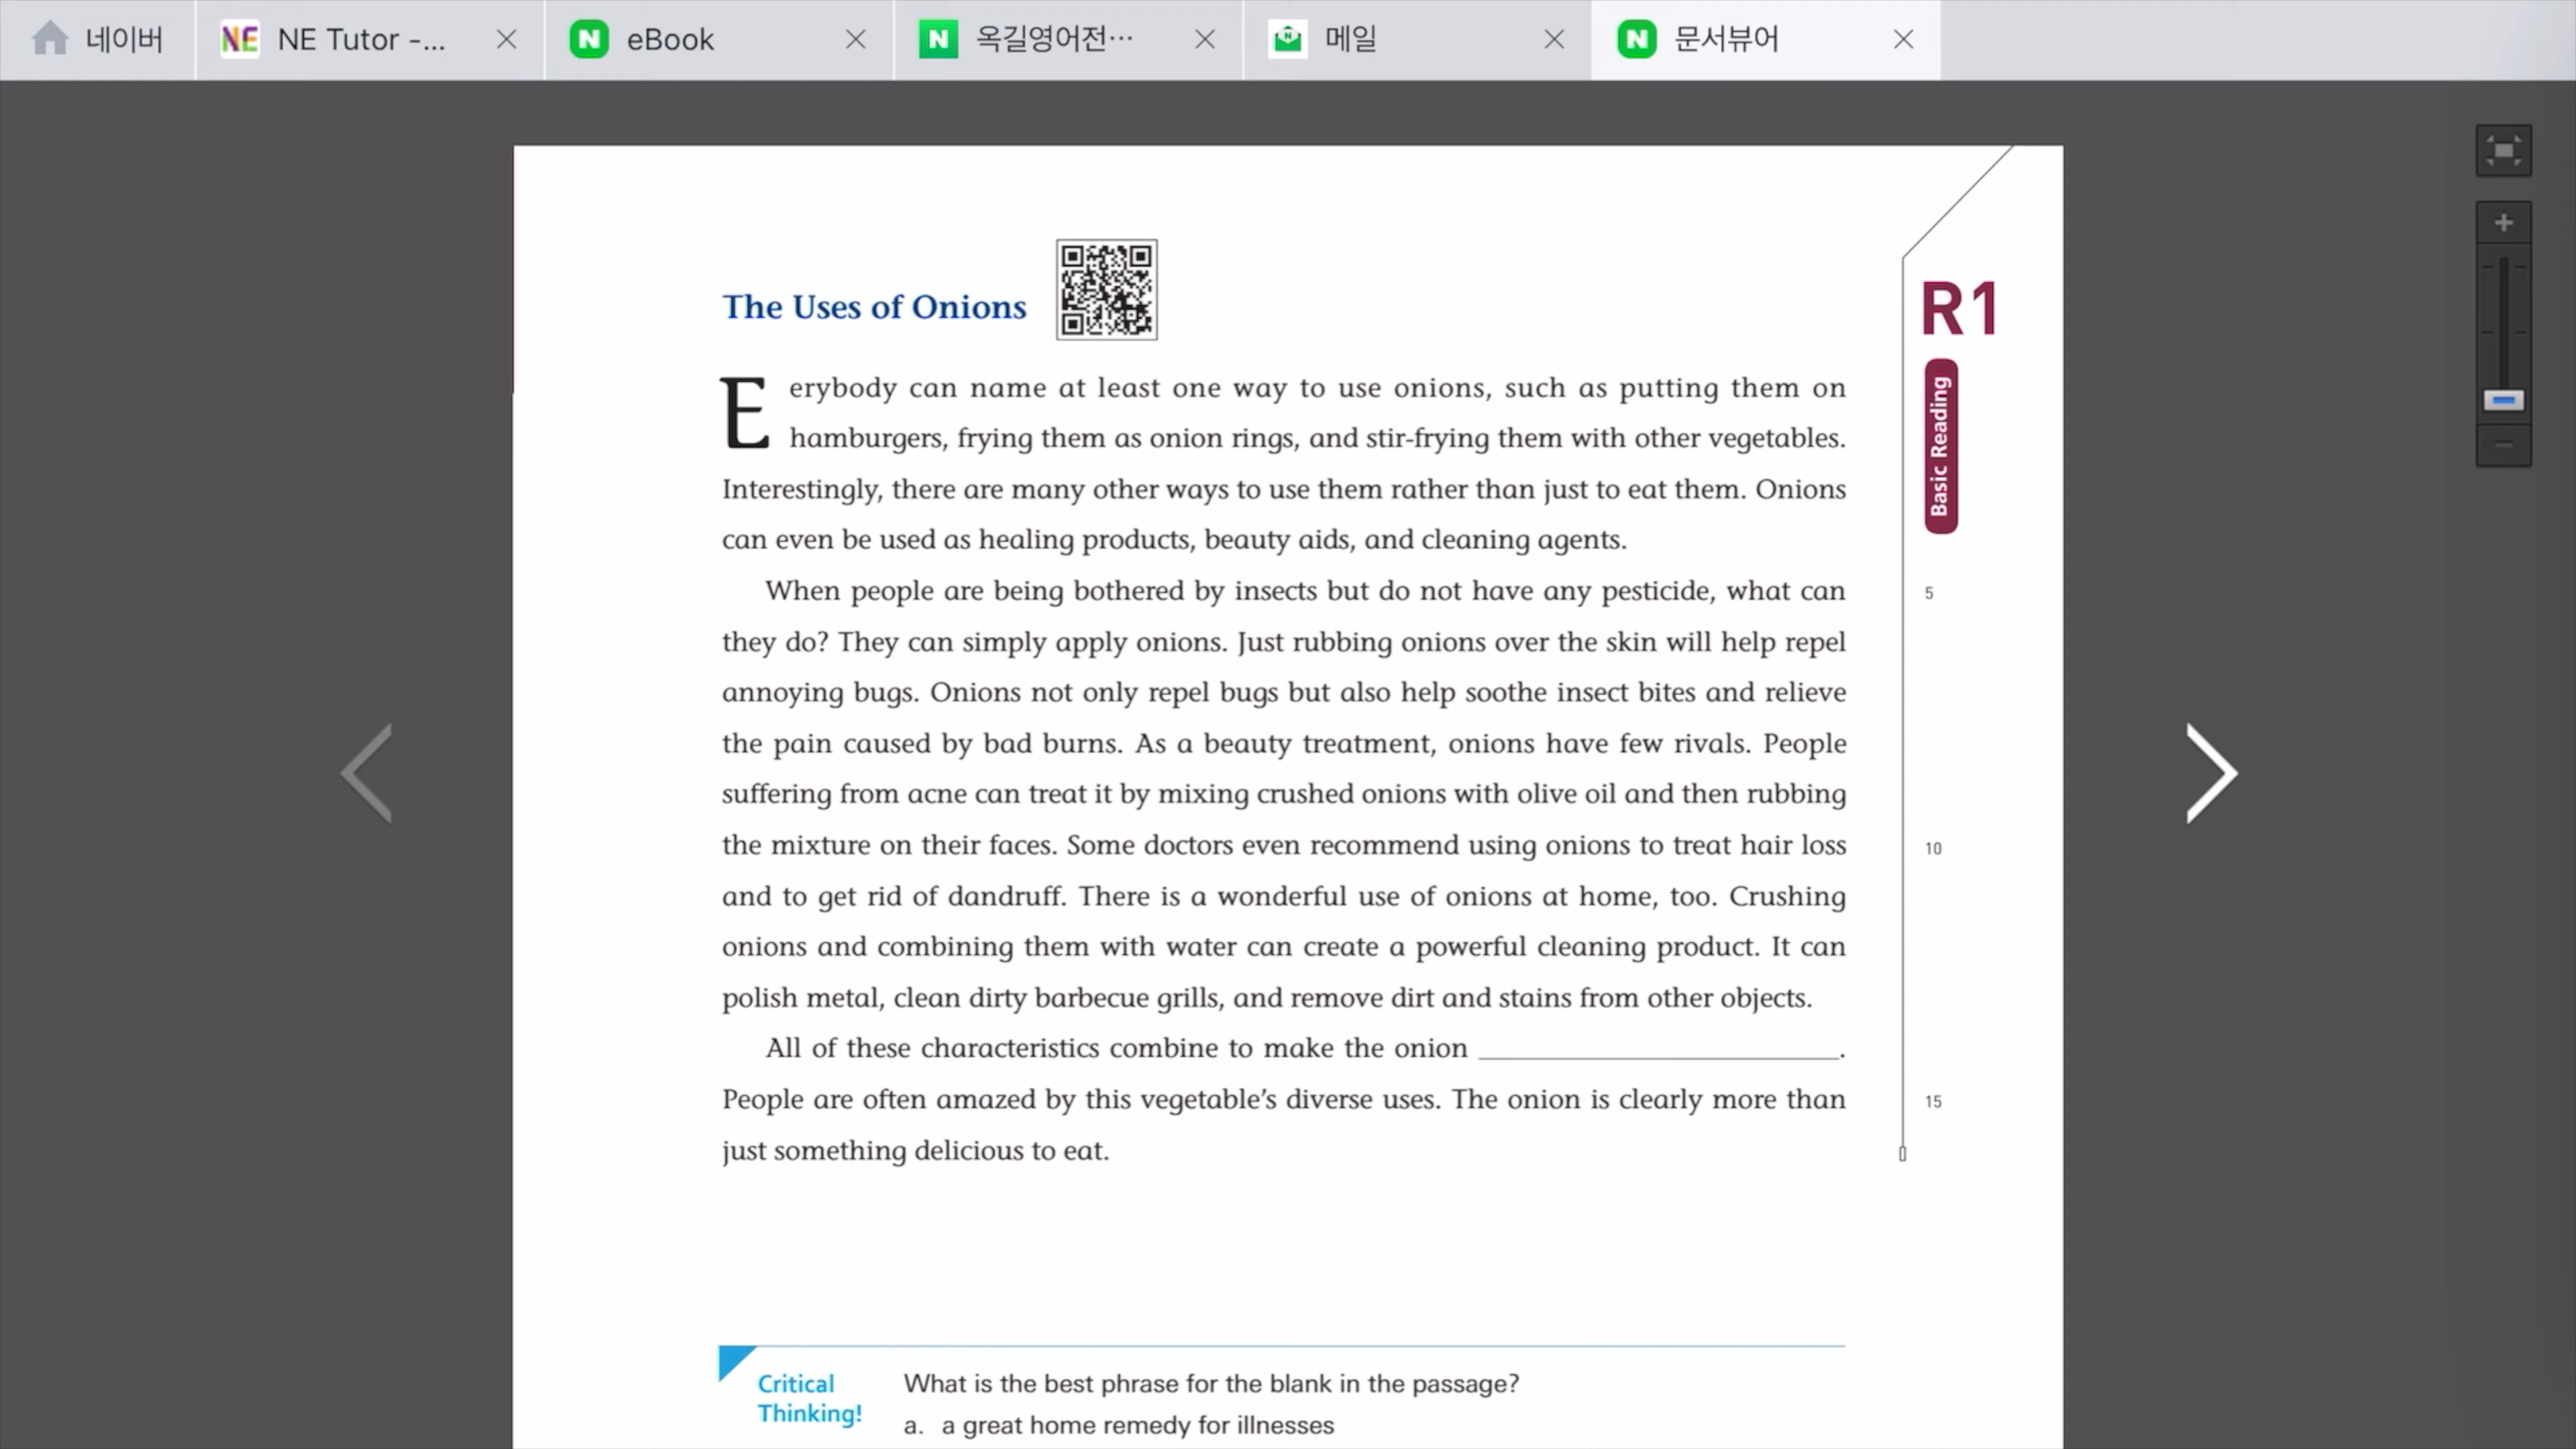 네이버
NE Tutor -...
eBook
옥길영어전…
메일
문서뷰어
The Uses of Onions
R1
Basic Reading
E erybody can name at least one way to use onions, such as putting them on
hamburgers, frying them as onion rings, and stir-frying them with other vegetables.
Interestingly, there are many other ways to use them rather than just to eat them. Onions
can even be used as healing products, beauty aids, and cleaning agents.
When people are being bothered by insects but do not have any pesticide, what can
5
they do? They can simply apply onions. Just rubbing onions over the skin will help repel
annoying bugs. Onions not only repel bugs but also help soothe insect bites and relieve
the pain caused by bad burns. As a beauty treatment, onions have few rivals. People
suffering from acne can treat it by mixing crushed onions with olive oil and then rubbing
the mixture on their faces. Some doctors even recommend using onions to treat hair loss
10
and to get rid of dandruff. There is a wonderful use of onions at home, too. Crushing
onions and combining them with water can create a powerful cleaning product. It can
polish metal, clean dirty barbecue grills, and remove dirt and stains from other objects.
All of these characteristics combine to make the onion ____________________.
People are often amazed by this vegetable's diverse uses. The onion is clearly more than
15
just something delicious to eat.
Critical
Thinking!
What is the best phrase for the blank in the passage?
a. a great home remedy for illnesses